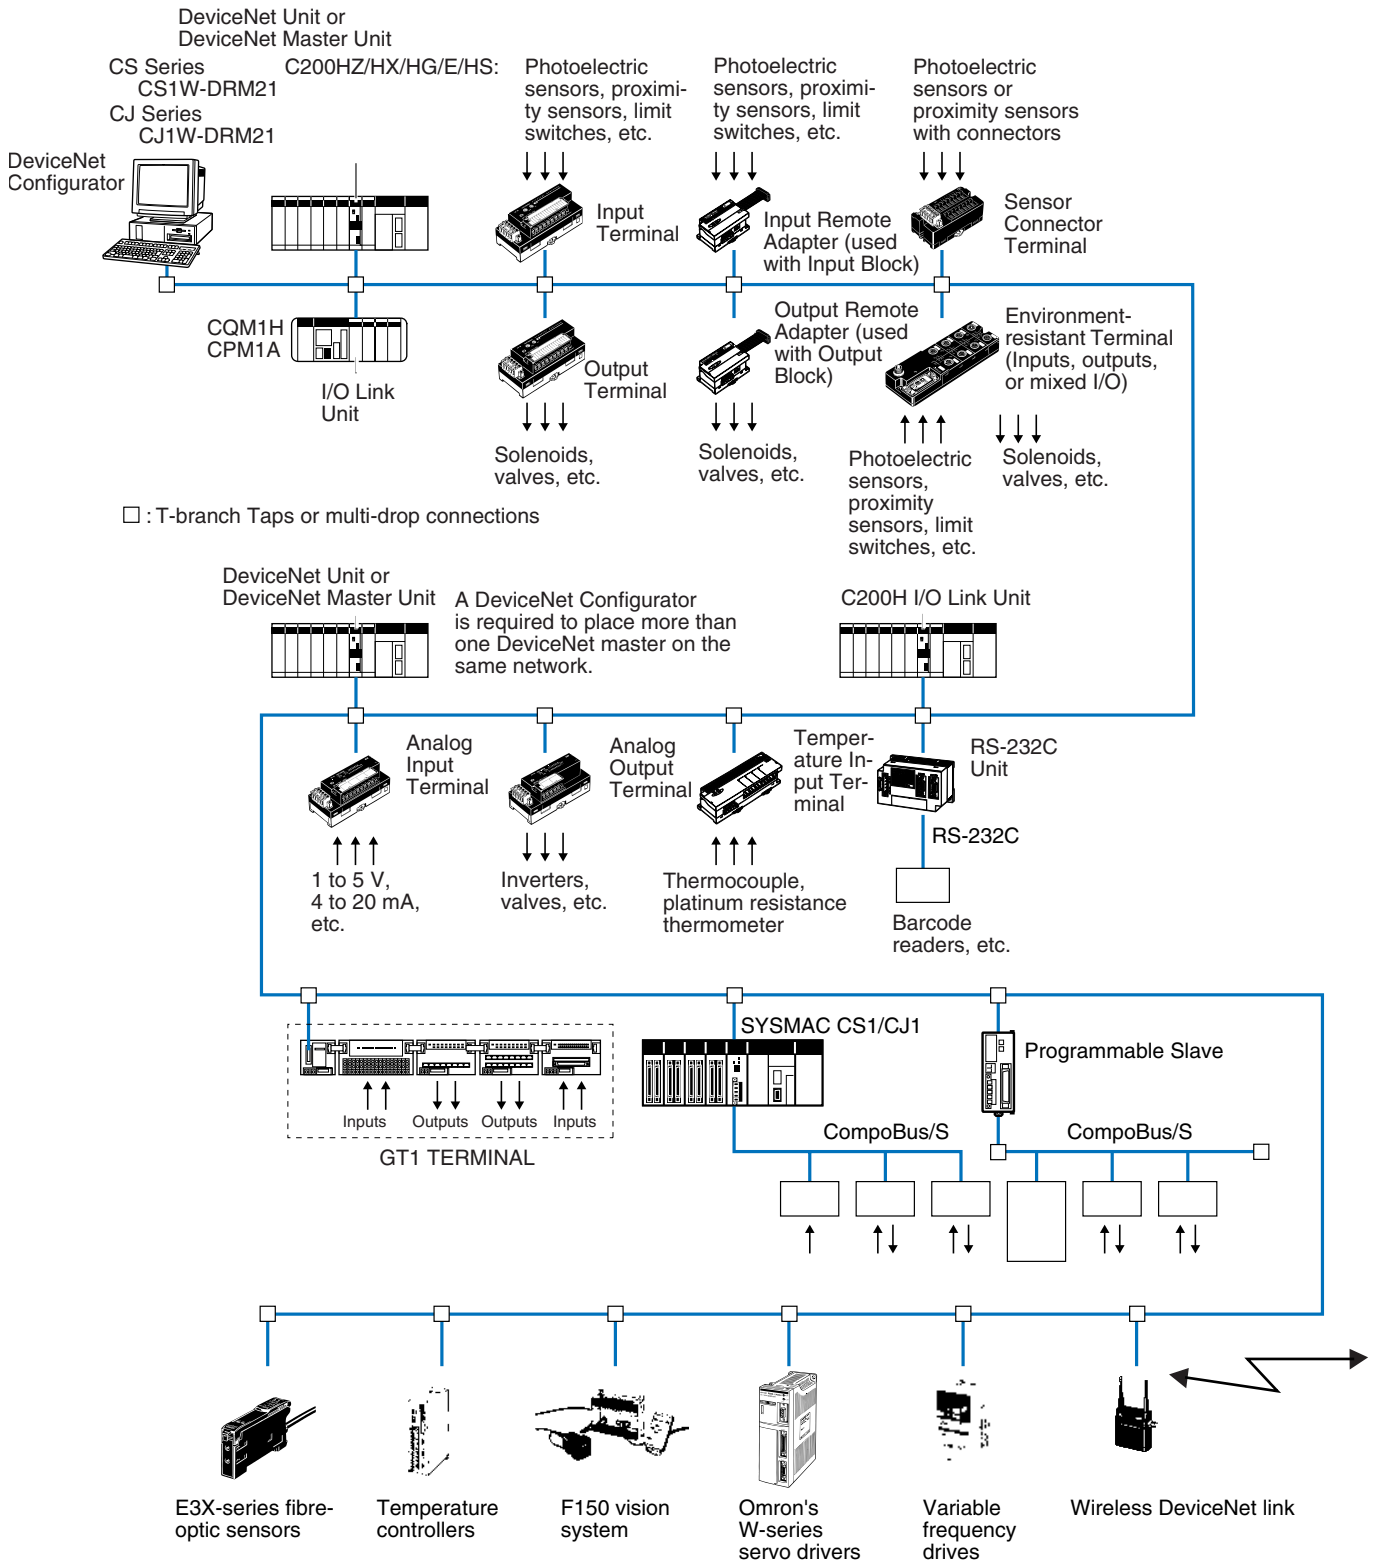 DeviceNet Unit or
DeviceNet Master Unit
CS Series
CS1W-DRM21
CJ Series
CJ1W-DRM21
C200HZ/HX/HG/E/HS:
Photoelectric
sensors, proximi-
ty sensors, limit
switches, etc.
Photoelectric
sensors, proximi-
ty sensors, limit
switches, etc.
Photoelectric
sensors or
proximity sensors
with connectors
DeviceNet
Configurator
Input
Terminal
Input Remote
Adapter (used
with Input Block)
Sensor
Connector
Terminal
CQM1H
CPM1A
I/O Link
Unit
Output
Terminal
Output Remote
Adapter (used
with Output
Block)
Environment-
resistant Terminal
(Inputs, outputs,
or mixed I/O)
Solenoids,
valves, etc.
Solenoids,
valves, etc.
Photoelectric
sensors,
proximity
sensors, limit
switches, etc.
Solenoids,
valves, etc.
: T-branch Taps or multi-drop connections
DeviceNet Unit or
DeviceNet Master Unit
A DeviceNet Configurator
is required to place more than
one DeviceNet master on the
same network.
C200H I/O Link Unit
Analog
Input
Terminal
Analog
Output
Terminal
Temper-
ature In-
put Ter-
minal
RS-232C
Unit
RS-232C
1 to 5 V,
4 to 20 mA,
etc.
Inverters,
valves, etc.
Thermocouple,
platinum resistance
thermometer
Barcode
readers, etc.
SYSMAC CS1/CJ1
Programmable Slave
Inputs
Outputs
Outputs
Inputs
GT1 TERMINAL
CompoBus/S
CompoBus/S
E3X-series fibre-
optic sensors
Temperature
controllers
F150 vision
system
Omron's
W-series
servo drivers
Variable
frequency
drives
Wireless DeviceNet link